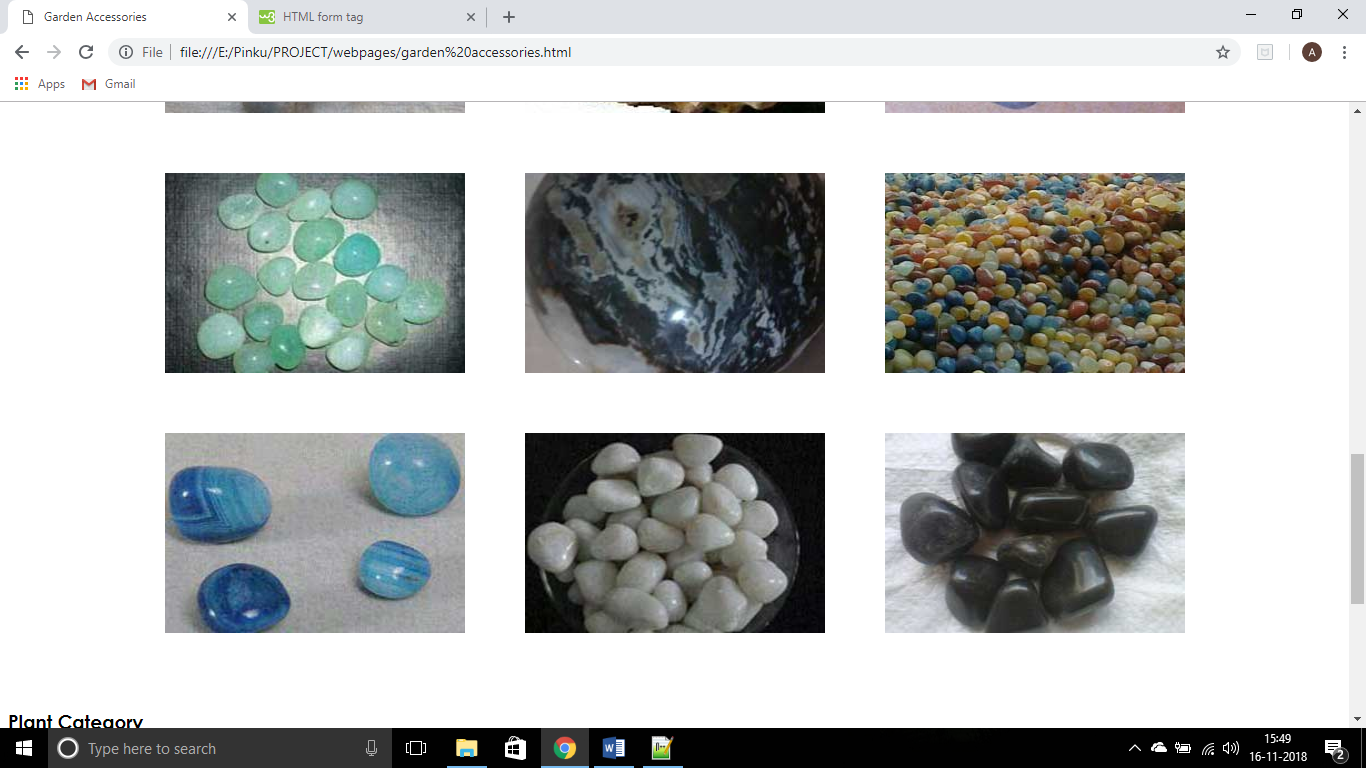 Garden Accessories
HTML form tag
File
file:///E:/Pinku/PROJECT/webpages/garden%20accessories.html
A
Apps
Gmail
Plant Category
Type here to search
15:49
16-11-2018
2